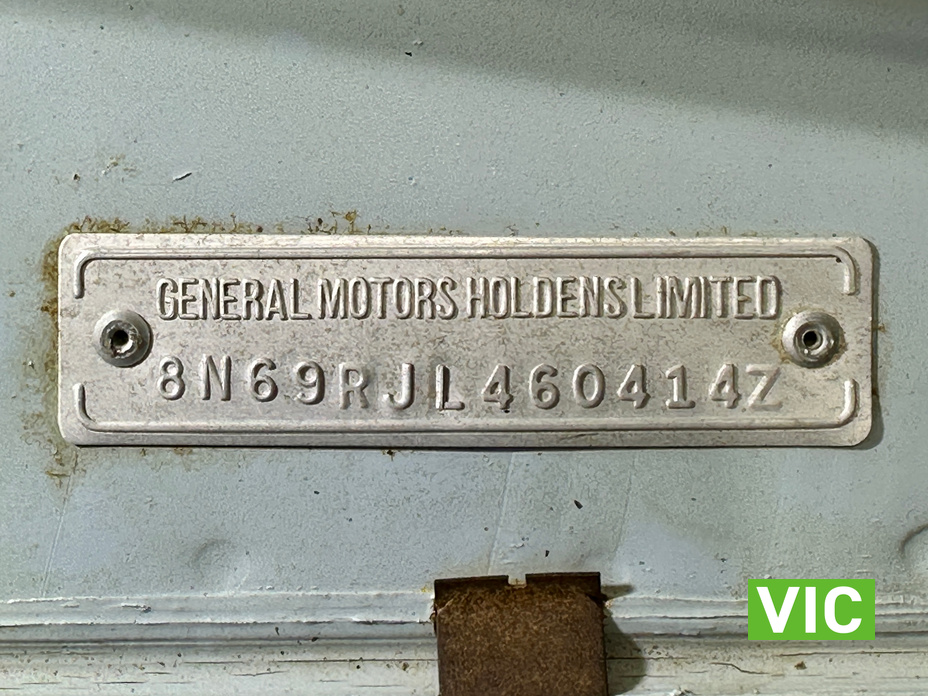 GENERAL MOTORS HOLDENS LIMITED
8N69RJL460414Z
VIC